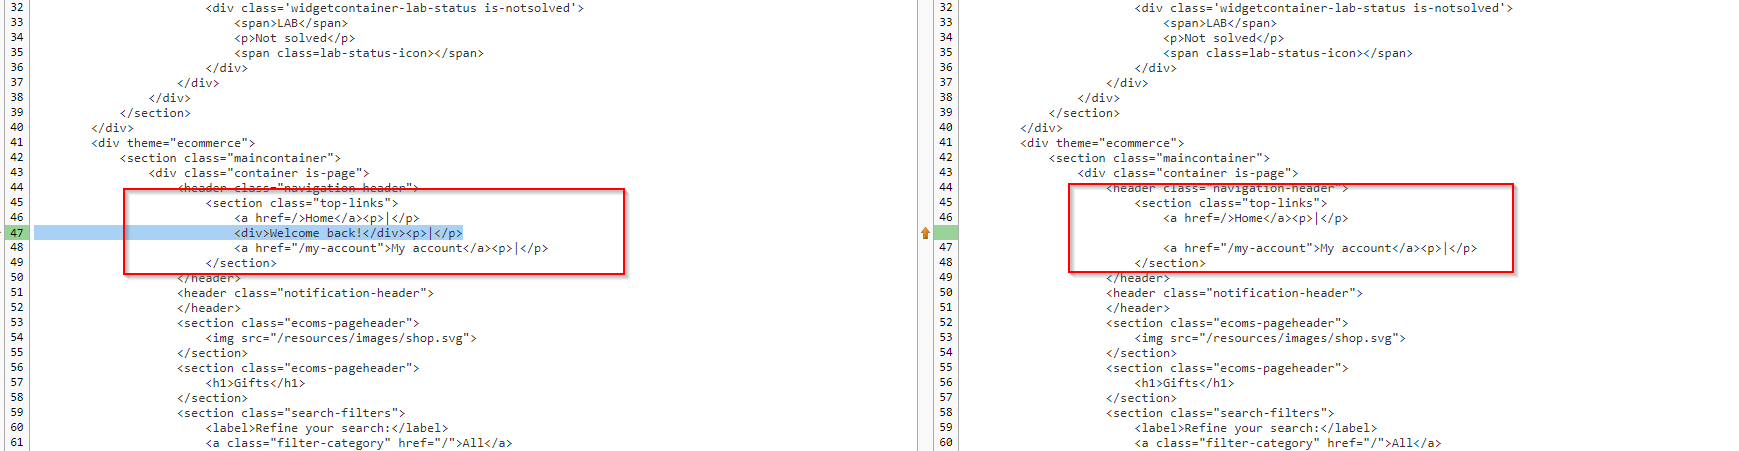 32 <div class='widgetcontainer-lab-status is-notsolved'>
33 <span>LAB</span>
34 <p>Not solved</p>
35 <span class=lab-status-icon></span>
36 </div>
37 </div>
38 </div>
39 </section>
40 </div>
41 <div theme="ecommerce">
42 <section class="maincontainer">
43 <div class="container is-page">
44 <header class="navigation-header">
45 <section class="top-links">
46 <a href=/>Home</a><p>|</p>
47 <div>Welcome back!</div><p>|</p>
48 <a href="/my-account">My account</a><p>|</p>
49 </section>
50 </header>
51 <header class="notification-header">
52 </header>
53 <section class="ecoms-pageheader">
54 <img src="/resources/images/shop.svg">
55 </section>
56 <section class="ecoms-pageheader">
57 <h1>Gifts</h1>
58 </section>
59 <section class="search-filters">
60 <label>Refine your search:</label>
61 <a class="filter-category" href="/">All</a>
32 <div class='widgetcontainer-lab-status is-notsolved'>
33 <span>LAB</span>
34 <p>Not solved</p>
35 <span class=lab-status-icon></span>
36 </div>
37 </div>
38 </div>
39 </section>
40 </div>
41 <div theme="ecommerce">
42 <section class="maincontainer">
43 <div class="container is-page">
44 <header class="navigation-header">
45 <section class="top-links">
46 <a href=/>Home</a><p>|</p>
47 <a href="/my-account">My account</a><p>|</p>
48 </section>
49 </header>
50 <header class="notification-header">
51 </header>
52 <section class="ecoms-pageheader">
53 <img src="/resources/images/shop.svg">
54 </section>
55 <section class="ecoms-pageheader">
56 <h1>Gifts</h1>
57 </section>
58 <section class="search-filters">
59 <label>Refine your search:</label>
60 <a class="filter-category" href="/">All</a>